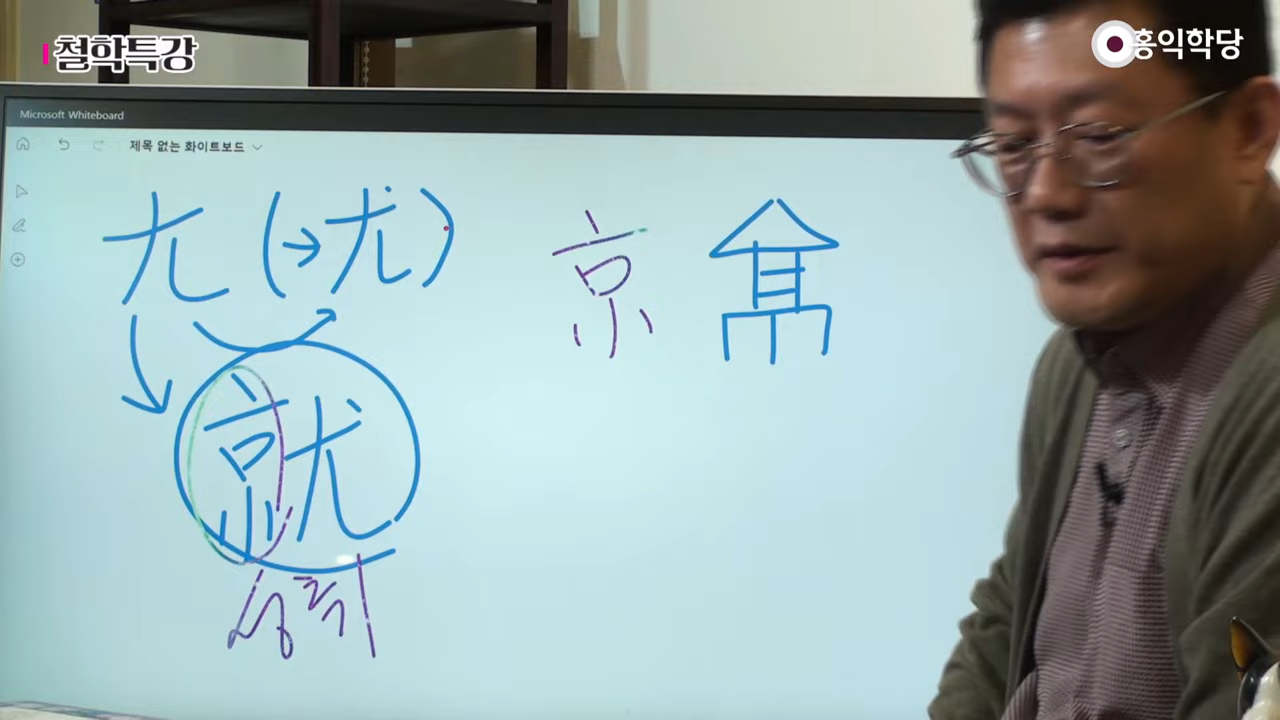 철학특강
홍익학당
Microsoft Whiteboard
제목 없는 화이트보드
尢 (→尤)
京
就
성취